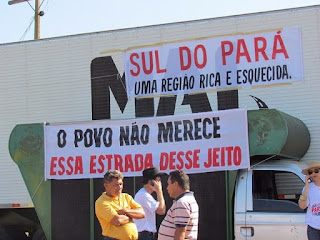 SUL DO PARÁ
UMA REGIÃO RICA E ESQUECIDA.
O POVO NÃO MERECE
ESSA ESTRADA DESSE JEITO